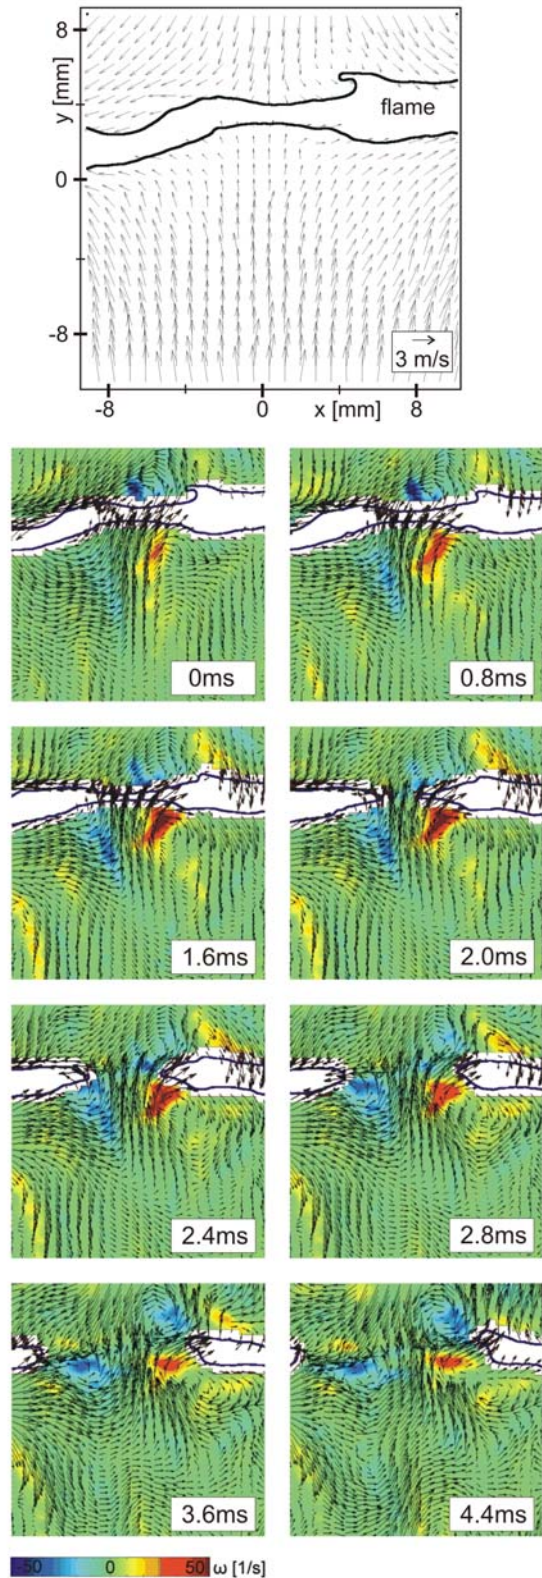 8
y [mm]
flame
0
-8
3 m/s
-8 0 x [mm] 8
0ms 0.8ms
1.6ms 2.0ms
2.4ms 2.8ms
3.6ms 4.4ms
-50 0 50 ω [1/s]